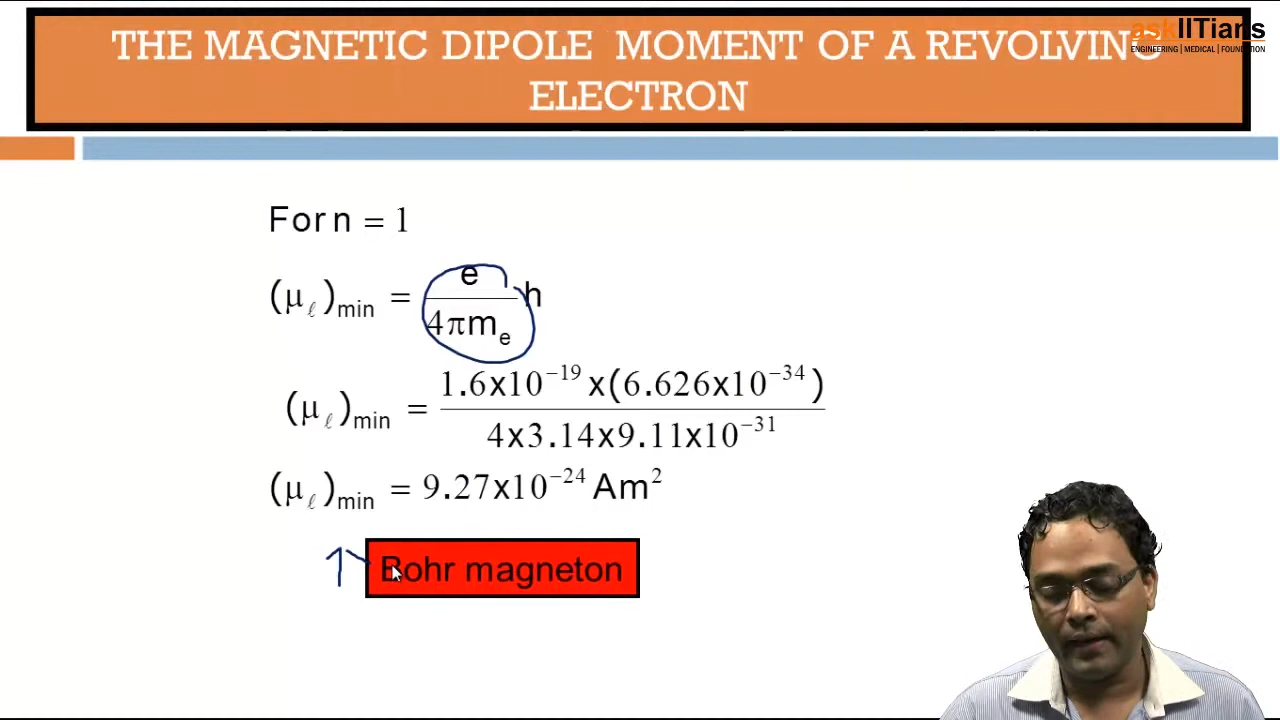 askIITians
ENGINEERING | MEDICAL | FOUNDATION
THE MAGNETIC DIPOLE MOMENT OF A REVOLVING
ELECTRON
For n = 1
(μℓ)min = e/4πme h
(μℓ)min = 1.6x10⁻¹⁹x(6.626x10⁻³⁴)/4x3.14x9.11x10⁻³¹
(μℓ)min = 9.27x10⁻²⁴ Am²
Bohr magneton